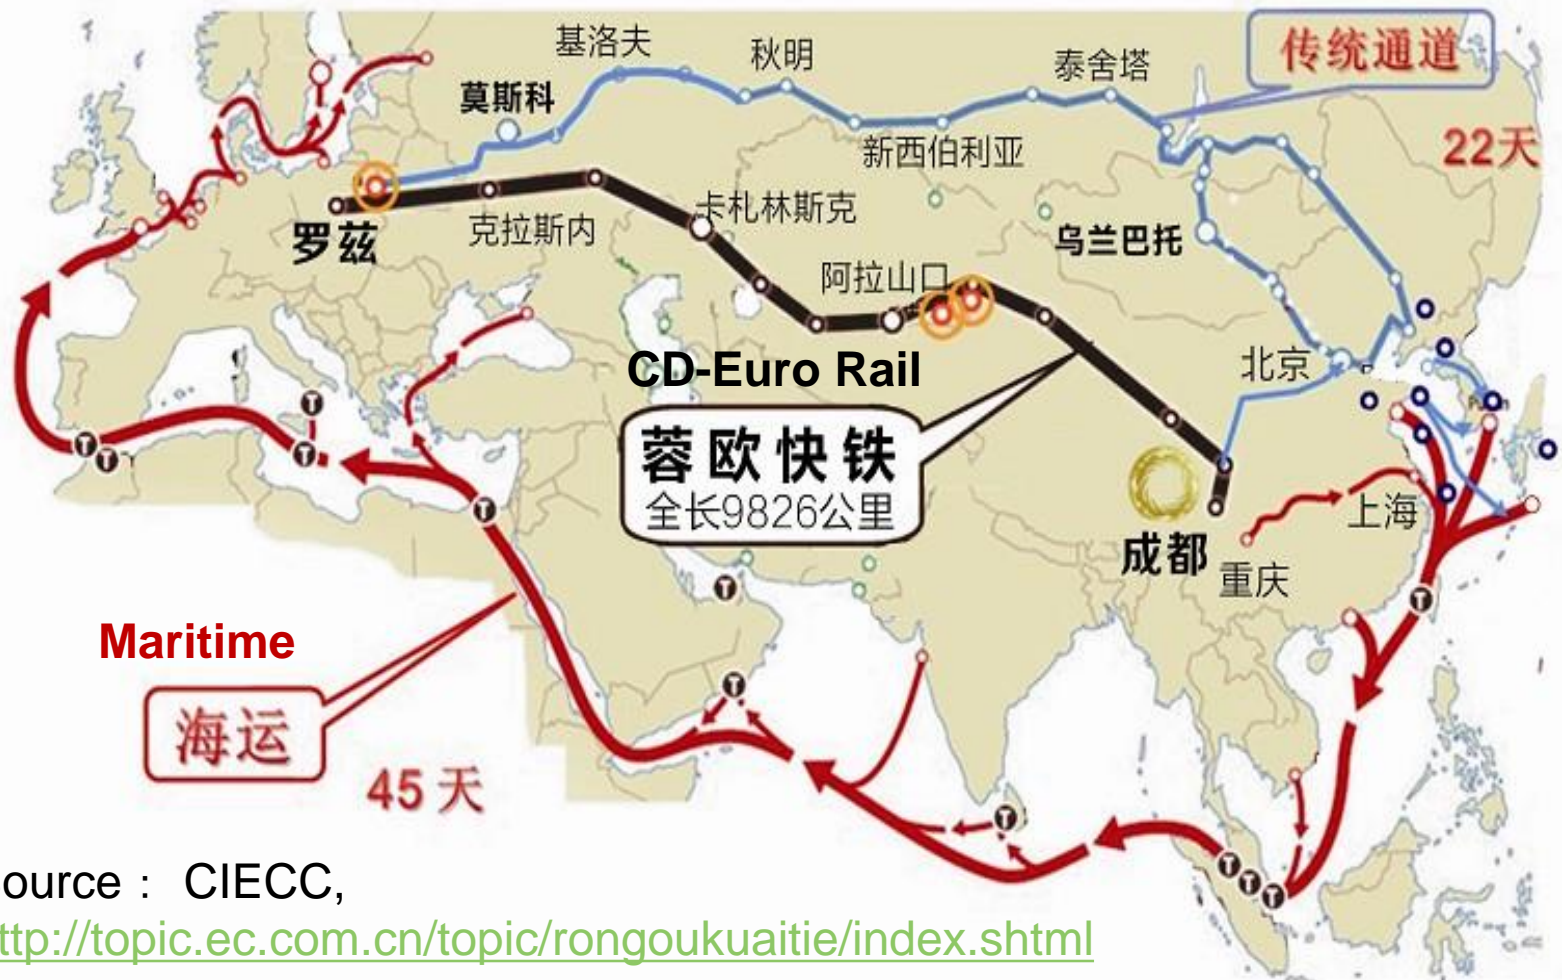 基洛夫
秋明
泰舍塔
传统通道
莫斯科
22天
新西伯利亚
卡札林斯克
罗兹
克拉斯内
乌兰巴托
阿拉山口
CD-Euro Rail
北京
蓉欧快铁
全长9826公里
上海
成都
重庆
Maritime
海运
45天
ource： CIECC,
ttp://topic.ec.com.cn/topic/rongoukuaitie/index.shtml
T
T
T
T
T
T
T
T
T
T
T
T